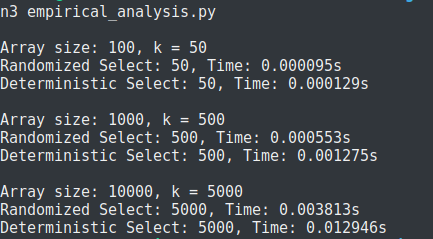 n3 empirical_analysis.py
Array size: 100, k = 50
Randomized Select: 50, Time: 0.000095s
Deterministic Select: 50, Time: 0.000129s
Array size: 1000, k = 500
Randomized Select: 500, Time: 0.000553s
Deterministic Select: 500, Time: 0.001275s
Array size: 10000, k = 5000
Randomized Select: 5000, Time: 0.003813s
Deterministic Select: 5000, Time: 0.012946s